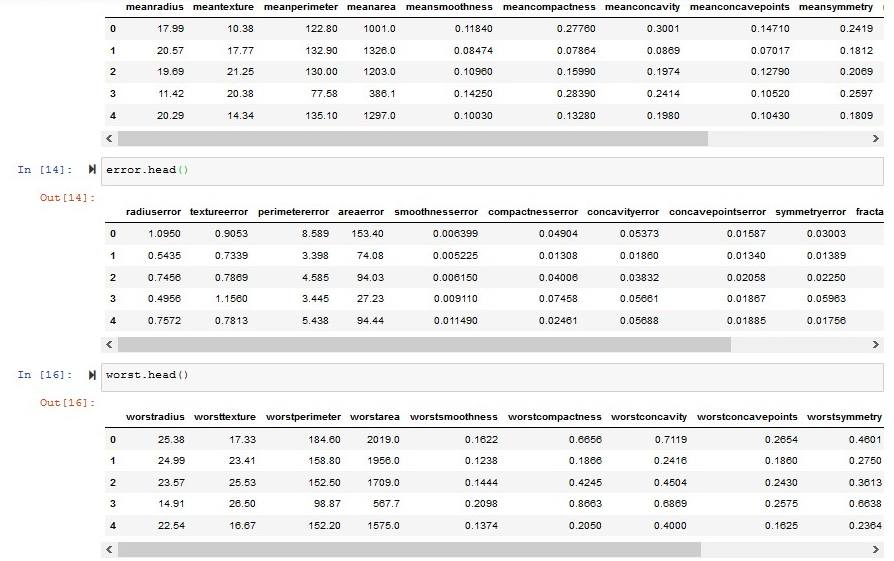 meanradius meantexture meanperimeter meanarea meansmoothness meancompactness meanconcavity meanconcavepoints meansymmetry
0 17.99 10.38 122.80 1001.0 0.11840 0.27760 0.3001 0.14710 0.2419
1 20.57 17.77 132.90 1326.0 0.08474 0.07864 0.0869 0.07017 0.1812
2 19.69 21.25 130.00 1203.0 0.10960 0.15990 0.1974 0.12790 0.2069
3 11.42 20.38 77.58 386.1 0.14250 0.28390 0.2414 0.10520 0.2597
4 20.29 14.34 135.10 1297.0 0.10030 0.13280 0.1980 0.10430 0.1809
In [14]: error.head()
Out[14]:
radiuserror textureerror perimetererror areaerror smoothnesserror compactnesserror concavityerror concavepointserror symmetryerror fracta
0 1.0950 0.9053 8.589 153.40 0.006399 0.04904 0.05373 0.01587 0.03003
1 0.5435 0.7339 3.398 74.08 0.005225 0.01308 0.01860 0.01340 0.01389
2 0.7456 0.7869 4.585 94.03 0.006150 0.04006 0.03832 0.02058 0.02250
3 0.4956 1.1560 3.445 27.23 0.009110 0.07458 0.05661 0.01867 0.05963
4 0.7572 0.7813 5.438 94.44 0.011490 0.02461 0.05688 0.01885 0.01756
In [16]: worst.head()
Out[16]:
worstradius worsttexture worstperimeter worstarea worstsmoothness worstcompactness worstconcavity worstconcavepoints worstsymmetry
0 25.38 17.33 184.60 2019.0 0.1622 0.6656 0.7119 0.2654 0.4601
1 24.99 23.41 158.80 1956.0 0.1238 0.1866 0.2416 0.1860 0.2750
2 23.57 25.53 152.50 1709.0 0.1444 0.4245 0.4504 0.2430 0.3613
3 14.91 26.50 98.87 567.7 0.2098 0.8663 0.6869 0.2575 0.6638
4 22.54 16.67 152.20 1575.0 0.1374 0.2050 0.4000 0.1625 0.2364